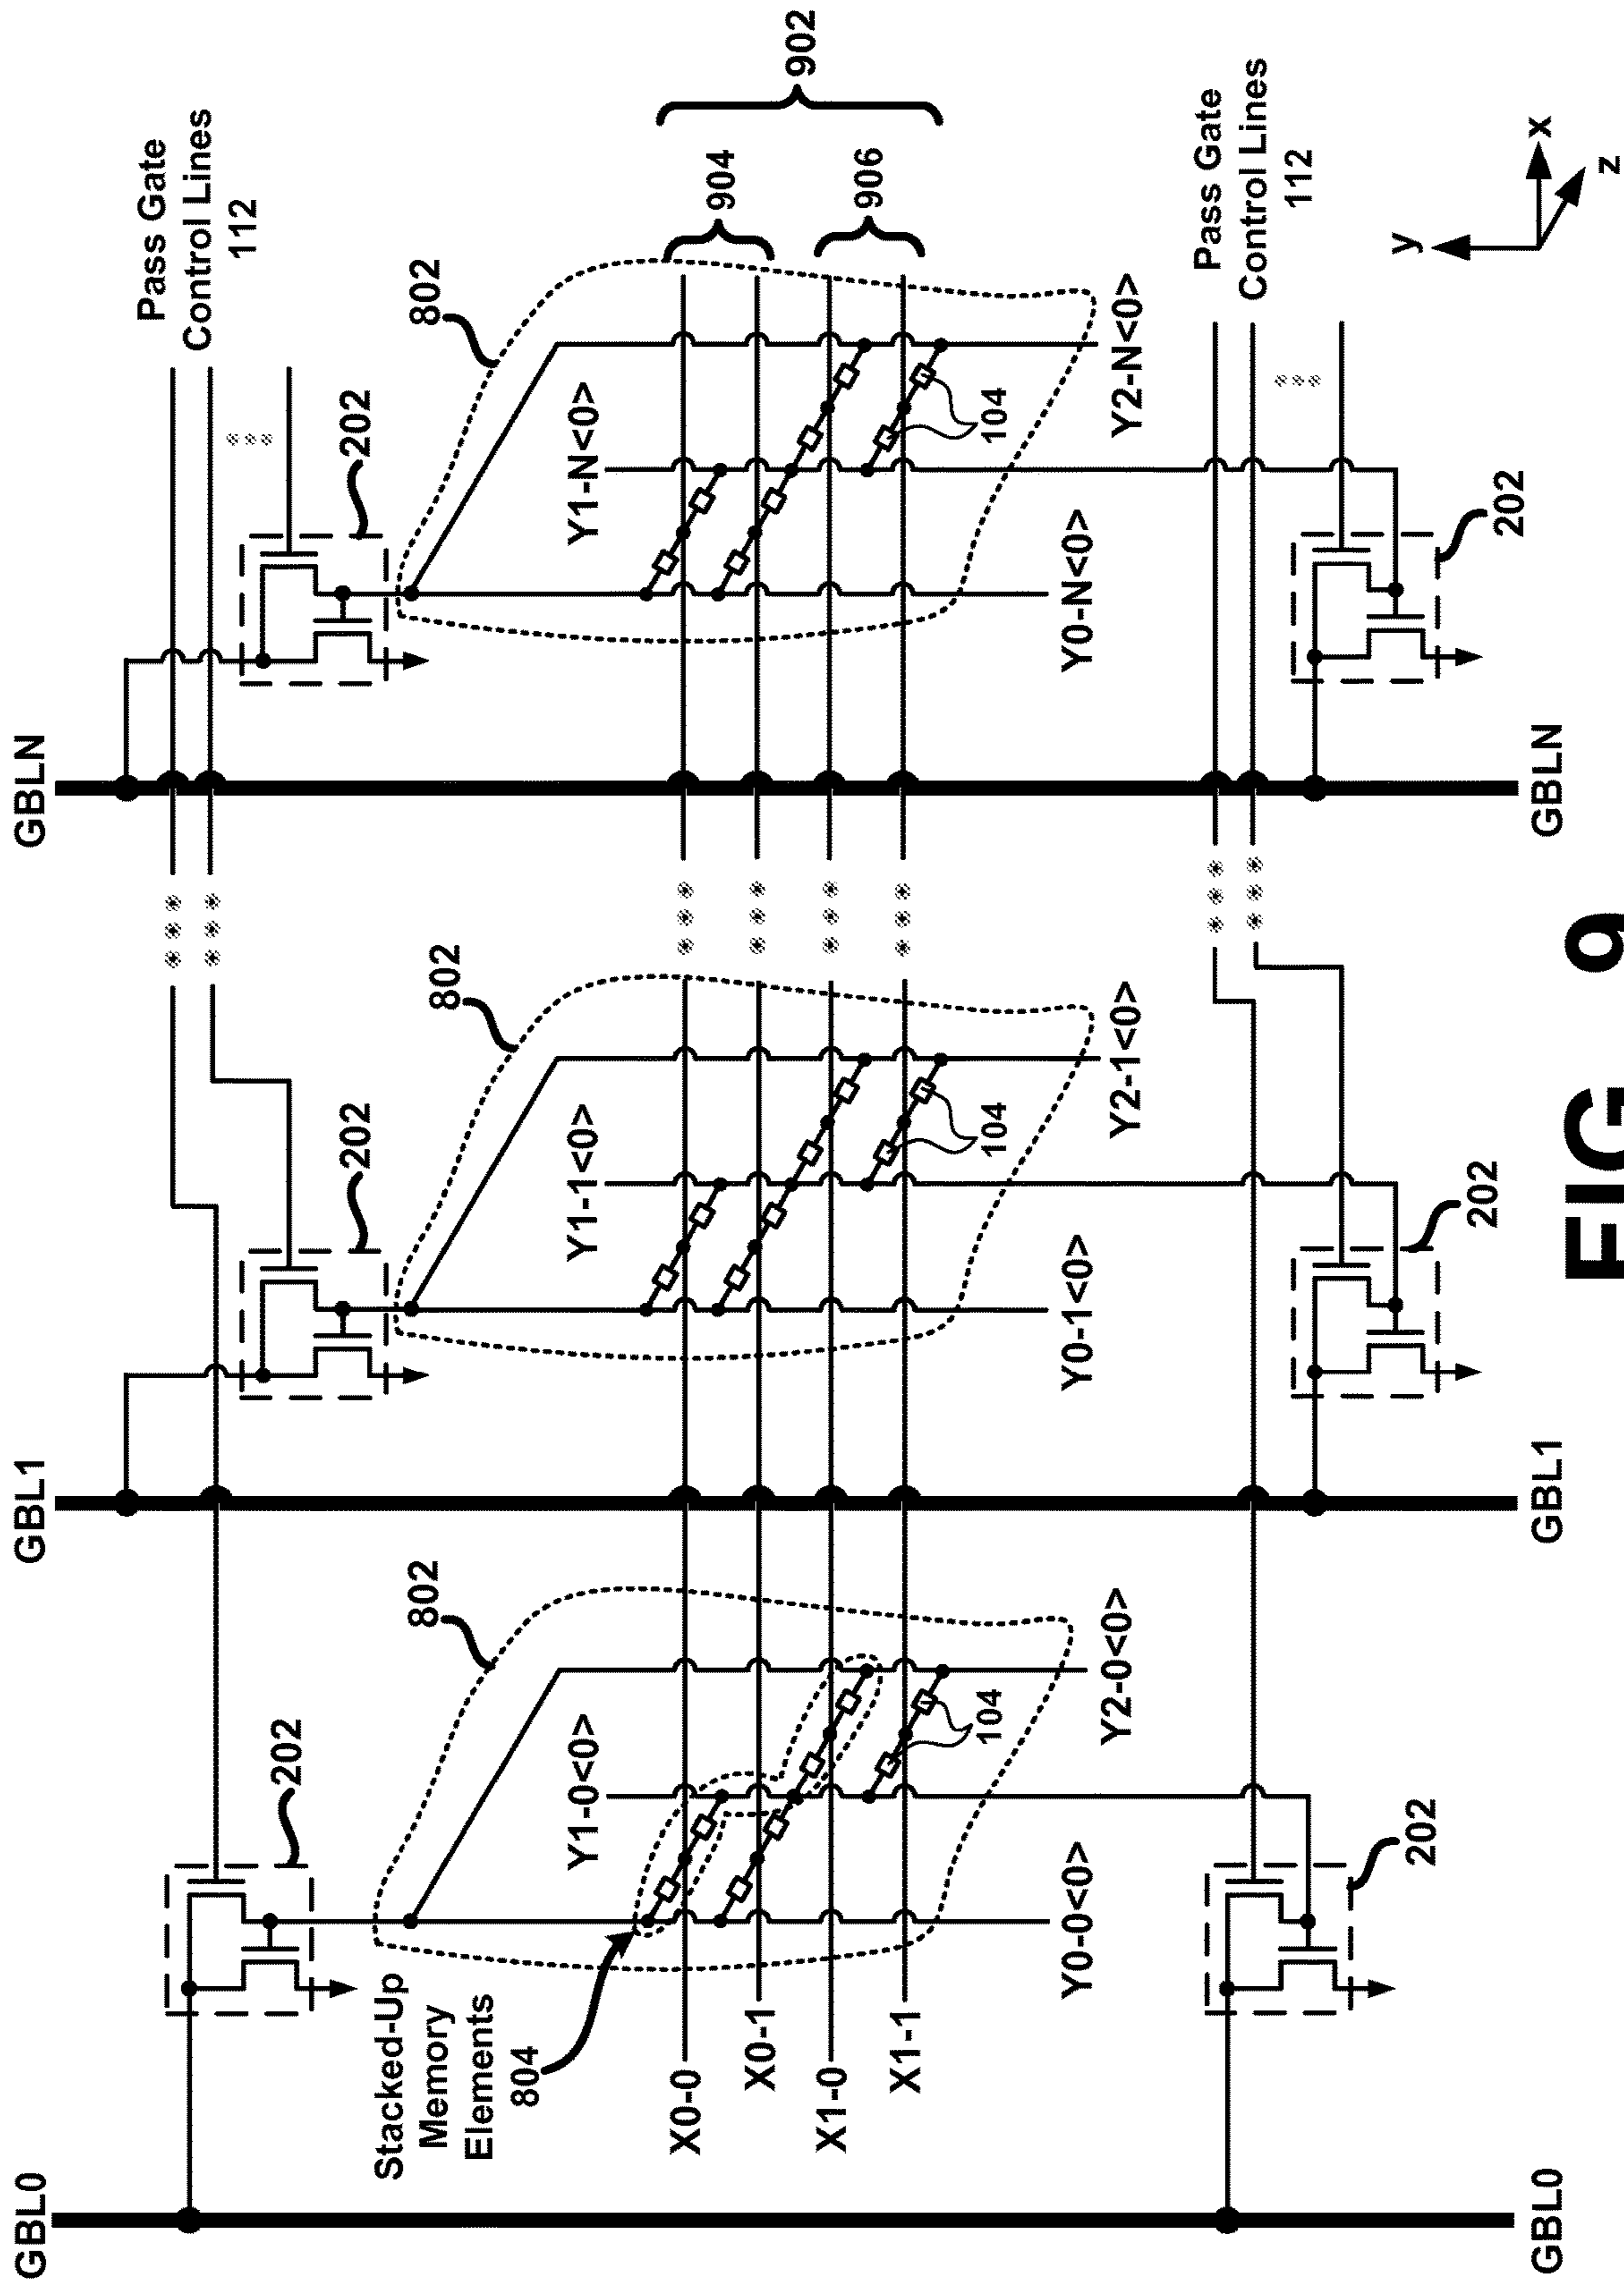 GBL0
GBL1
GBLN
Pass Gate
Control Lines
112
202
202
202
802
802
802
Stacked-Up
Memory
Elements
804
Y1-0<0>
Y1-1<0>
Y1-N<0>
904
906
902
X0-0
X0-1
X1-0
X1-1
104
104
104
Y0-0<0>
Y2-0<0>
Y0-1<0>
Y2-1<0>
Y0-N<0>
Y2-N<0>
Pass Gate
Control Lines
112
202
202
202
y
x
z
GBL0
GBL1
GBLN
FIG 9